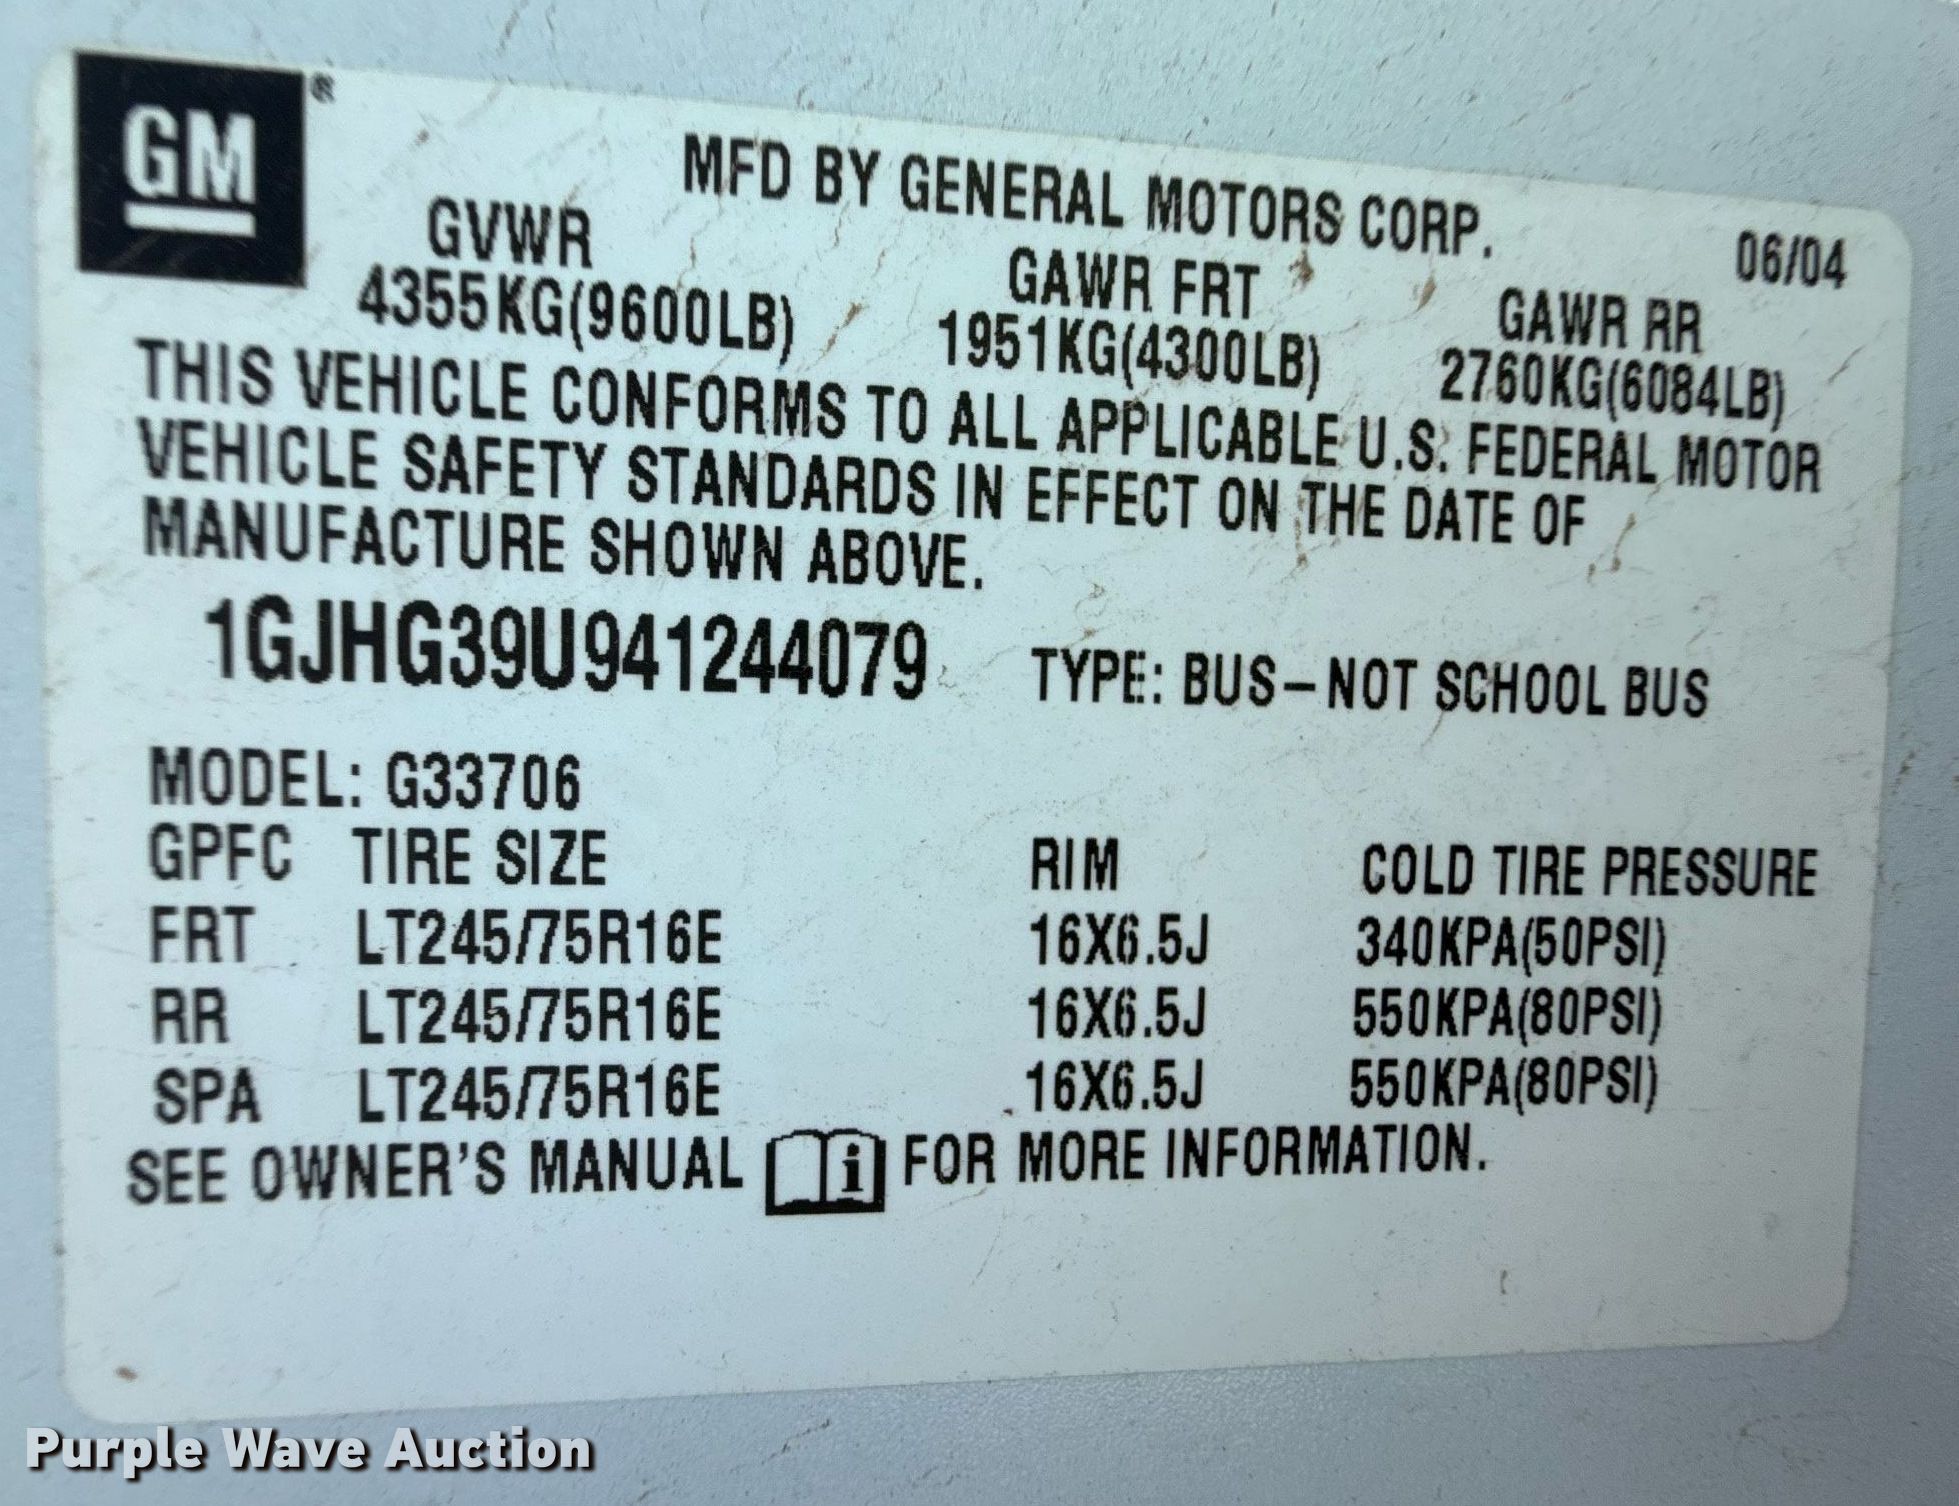 GM ®
MFD BY GENERAL MOTORS CORP.
06/04
GVWR GAWR FRT GAWR RR
4355KG(9600LB) 1951KG(4300LB) 2760KG(6084LB)
THIS VEHICLE CONFORMS TO ALL APPLICABLE U.S. FEDERAL MOTOR
VEHICLE SAFETY STANDARDS IN EFFECT ON THE DATE OF
MANUFACTURE SHOWN ABOVE.
1GJHG39U941244079 TYPE: BUS–NOT SCHOOL BUS
MODEL: G33706
GPFC TIRE SIZE RIM COLD TIRE PRESSURE
FRT LT245/75R16E 16X6.5J 340KPA(50PSI)
RR LT245/75R16E 16X6.5J 550KPA(80PSI)
SPA LT245/75R16E 16X6.5J 550KPA(80PSI)
SEE OWNER'S MANUAL i FOR MORE INFORMATION.
Purple Wave Auction